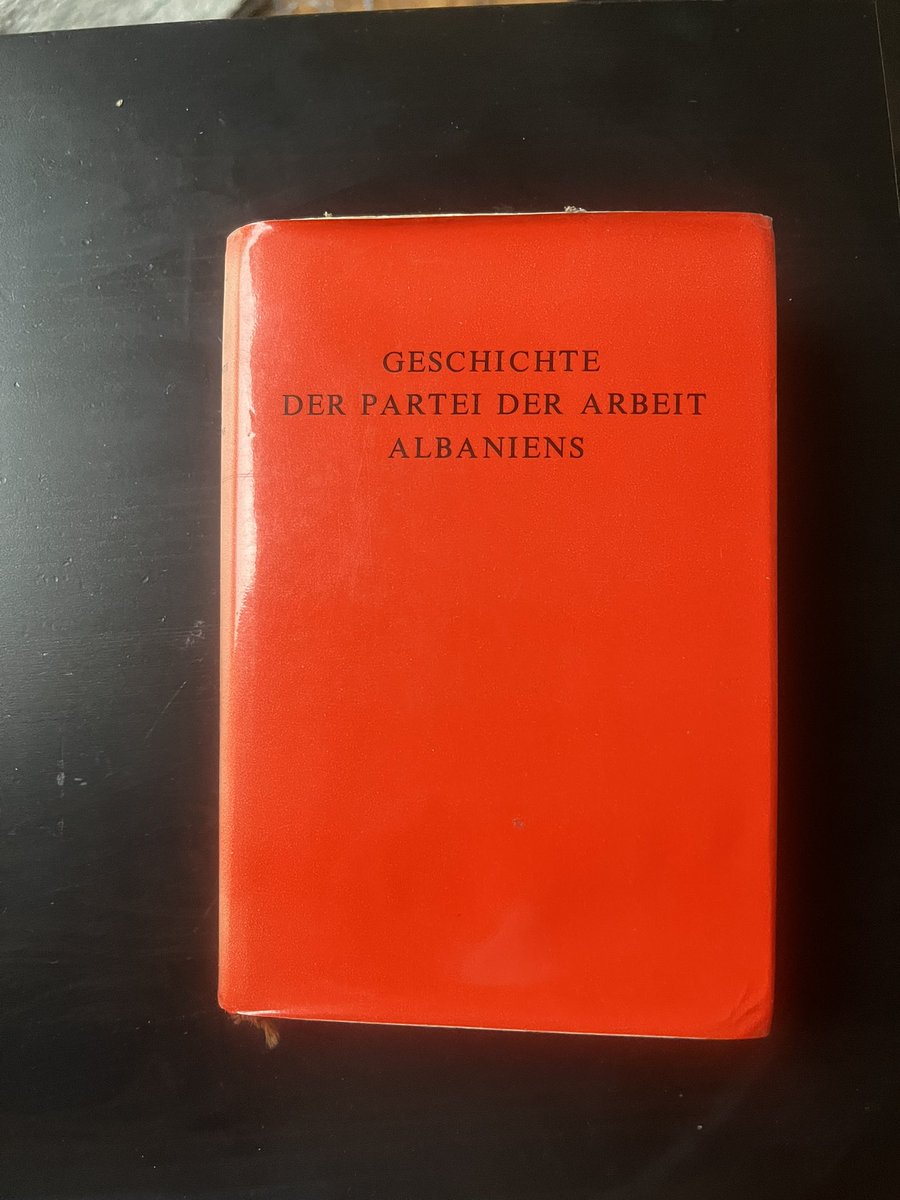 GESCHICHTE
DER PARTEI DER ARBEIT
ALBANIENS